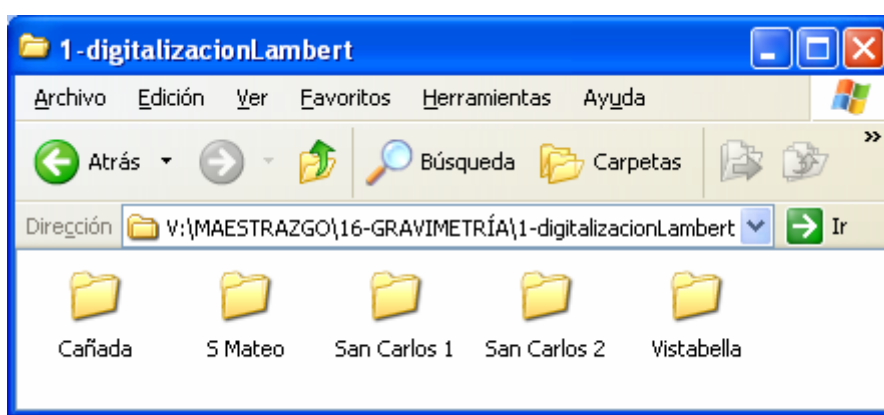 1-digitalizacionLambert
Archivo Edición Ver Favoritos Herramientas Ayuda
Atrás Búsqueda Carpetas »
Dirección V:\MAESTRAZGO\16-GRAVIMETRÍA\1-digitalizacionLambert Ir
Cañada S Mateo San Carlos 1 San Carlos 2 Vistabella